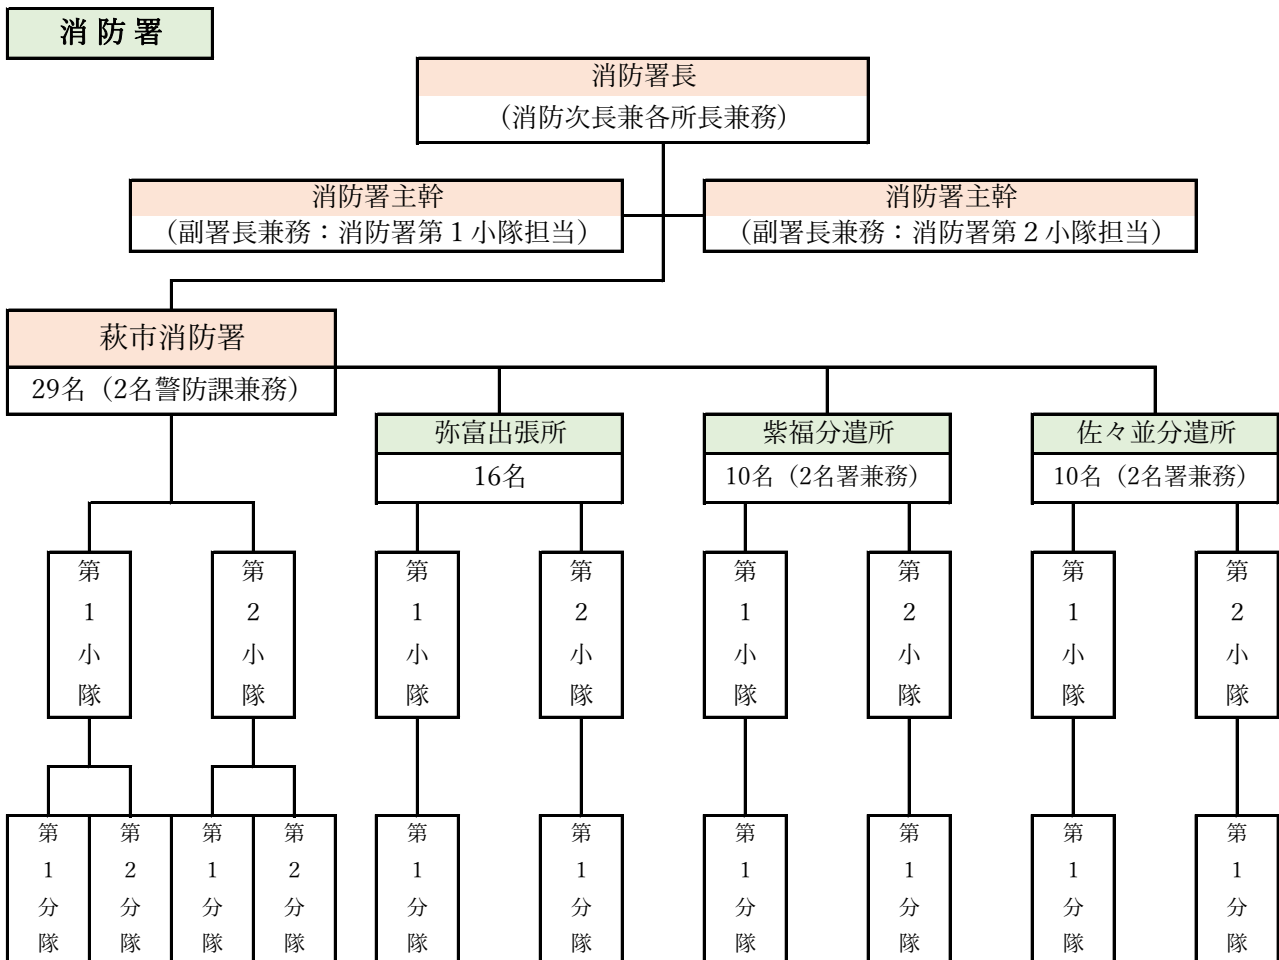 消防署
消防署長
（消防次長兼各所長兼務）
消防署主幹
（副署長兼務：消防署第１小隊担当）
消防署主幹
（副署長兼務：消防署第２小隊担当）
萩市消防署
29名（2名警防課兼務）
弥富出張所
16名
紫福分遣所
10名（2名署兼務）
佐々並分遣所
10名（2名署兼務）
第1小隊
第2小隊
第1小隊
第2小隊
第1小隊
第2小隊
第1小隊
第2小隊
第1分隊
第2分隊
第1分隊
第2分隊
第1分隊
第1分隊
第1分隊
第1分隊
第1分隊
第1分隊